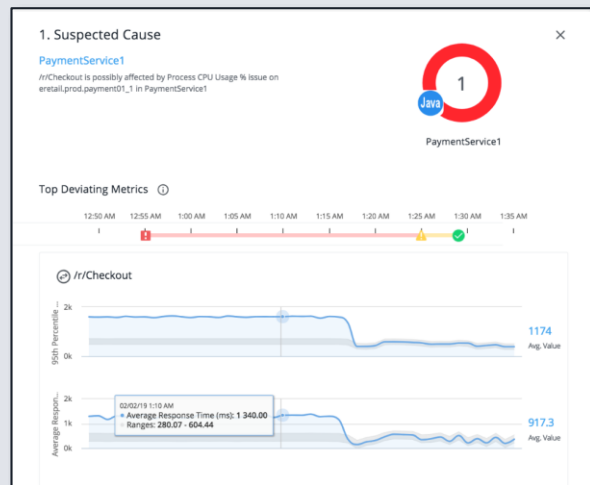 1. Suspected Cause
PaymentService1
/r/Checkout is possibly affected by Process CPU Usage % issue on
eretail.prod.payment01_1 in PaymentService1
1
Java
PaymentService1
Top Deviating Metrics
12:50 AM 12:55 AM 1:00 AM 1:05 AM 1:10 AM 1:15 AM 1:20 AM 1:25 AM 1:30 AM 1:35 AM
/r/Checkout
95th Percentile ...
2k
0k
1174
Avg. Value
Average Respon...
2k
1k
0k
02/02/19 1:10 AM
Average Response Time (ms): 1 340.00
Ranges: 280.07 - 604.44
917.3
Avg. Value